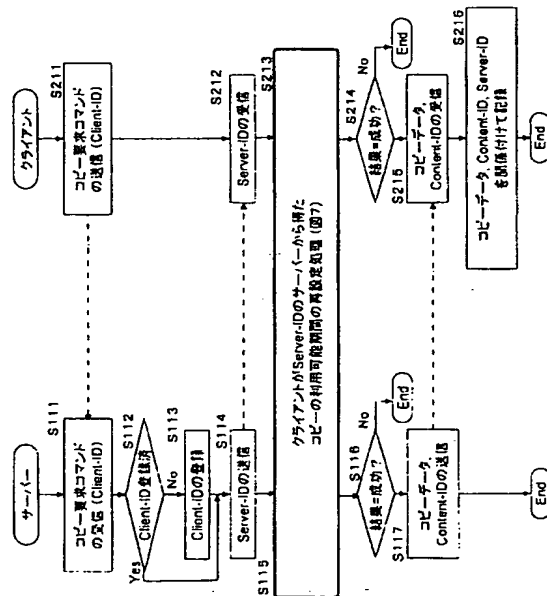 サーバー
S111
コピー要求コマンド
の受信(Client-ID)
S112
Client-ID登録済
Yes
No
S113
Client-IDの登録
S114
Server-IDの送信
S115
クライアントがServer-IDのサーバーから得た
コピーの利用可能期間の再設定処理(図7)
S116
結果=成功?
No
End
S117
コピーデータ,
Content-IDの送信
End
クライアント
S211
コピー要求コマンド
の送信(Client-ID)
S212
Server-IDの受信
S213
S214
結果=成功?
No
End
S215
コピーデータ,
Content-IDの受信
S216
コピーデータ, Content-ID, Server-ID
を関係付けて記録
End